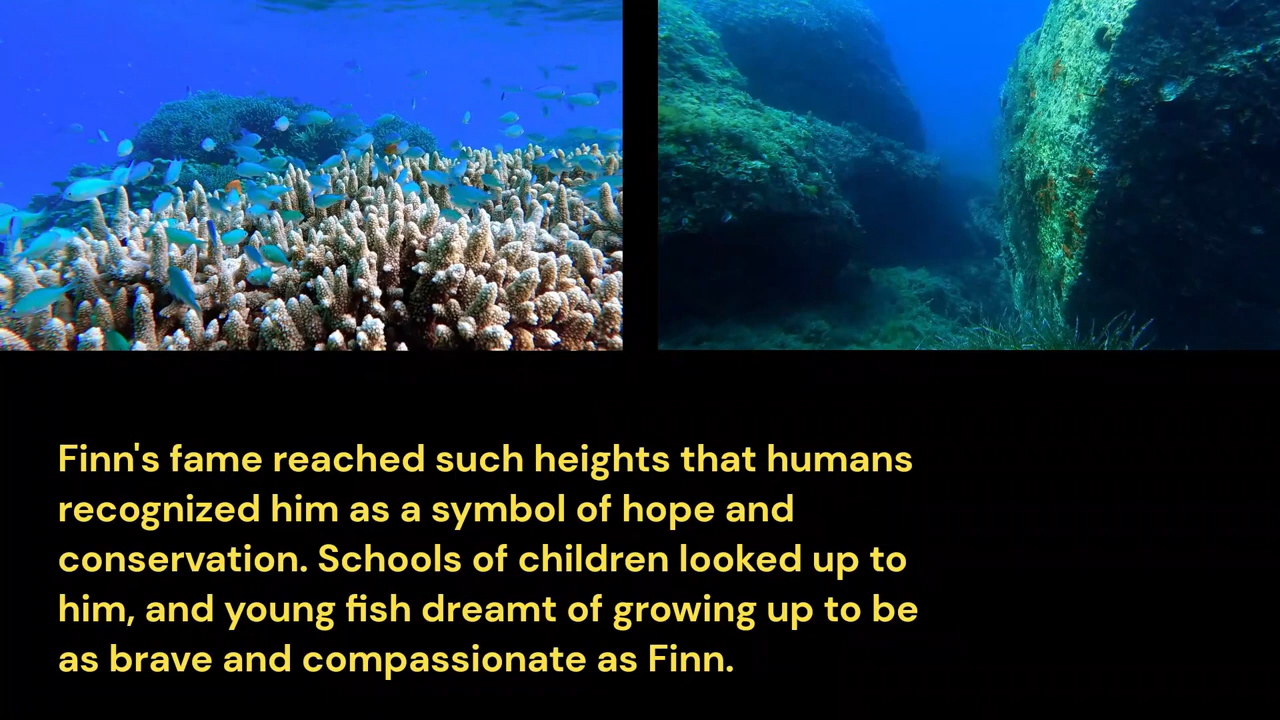 Finn's fame reached such heights that humans
recognized him as a symbol of hope and
conservation. Schools of children looked up to
him, and young fish dreamt of growing up to be
as brave and compassionate as Finn.